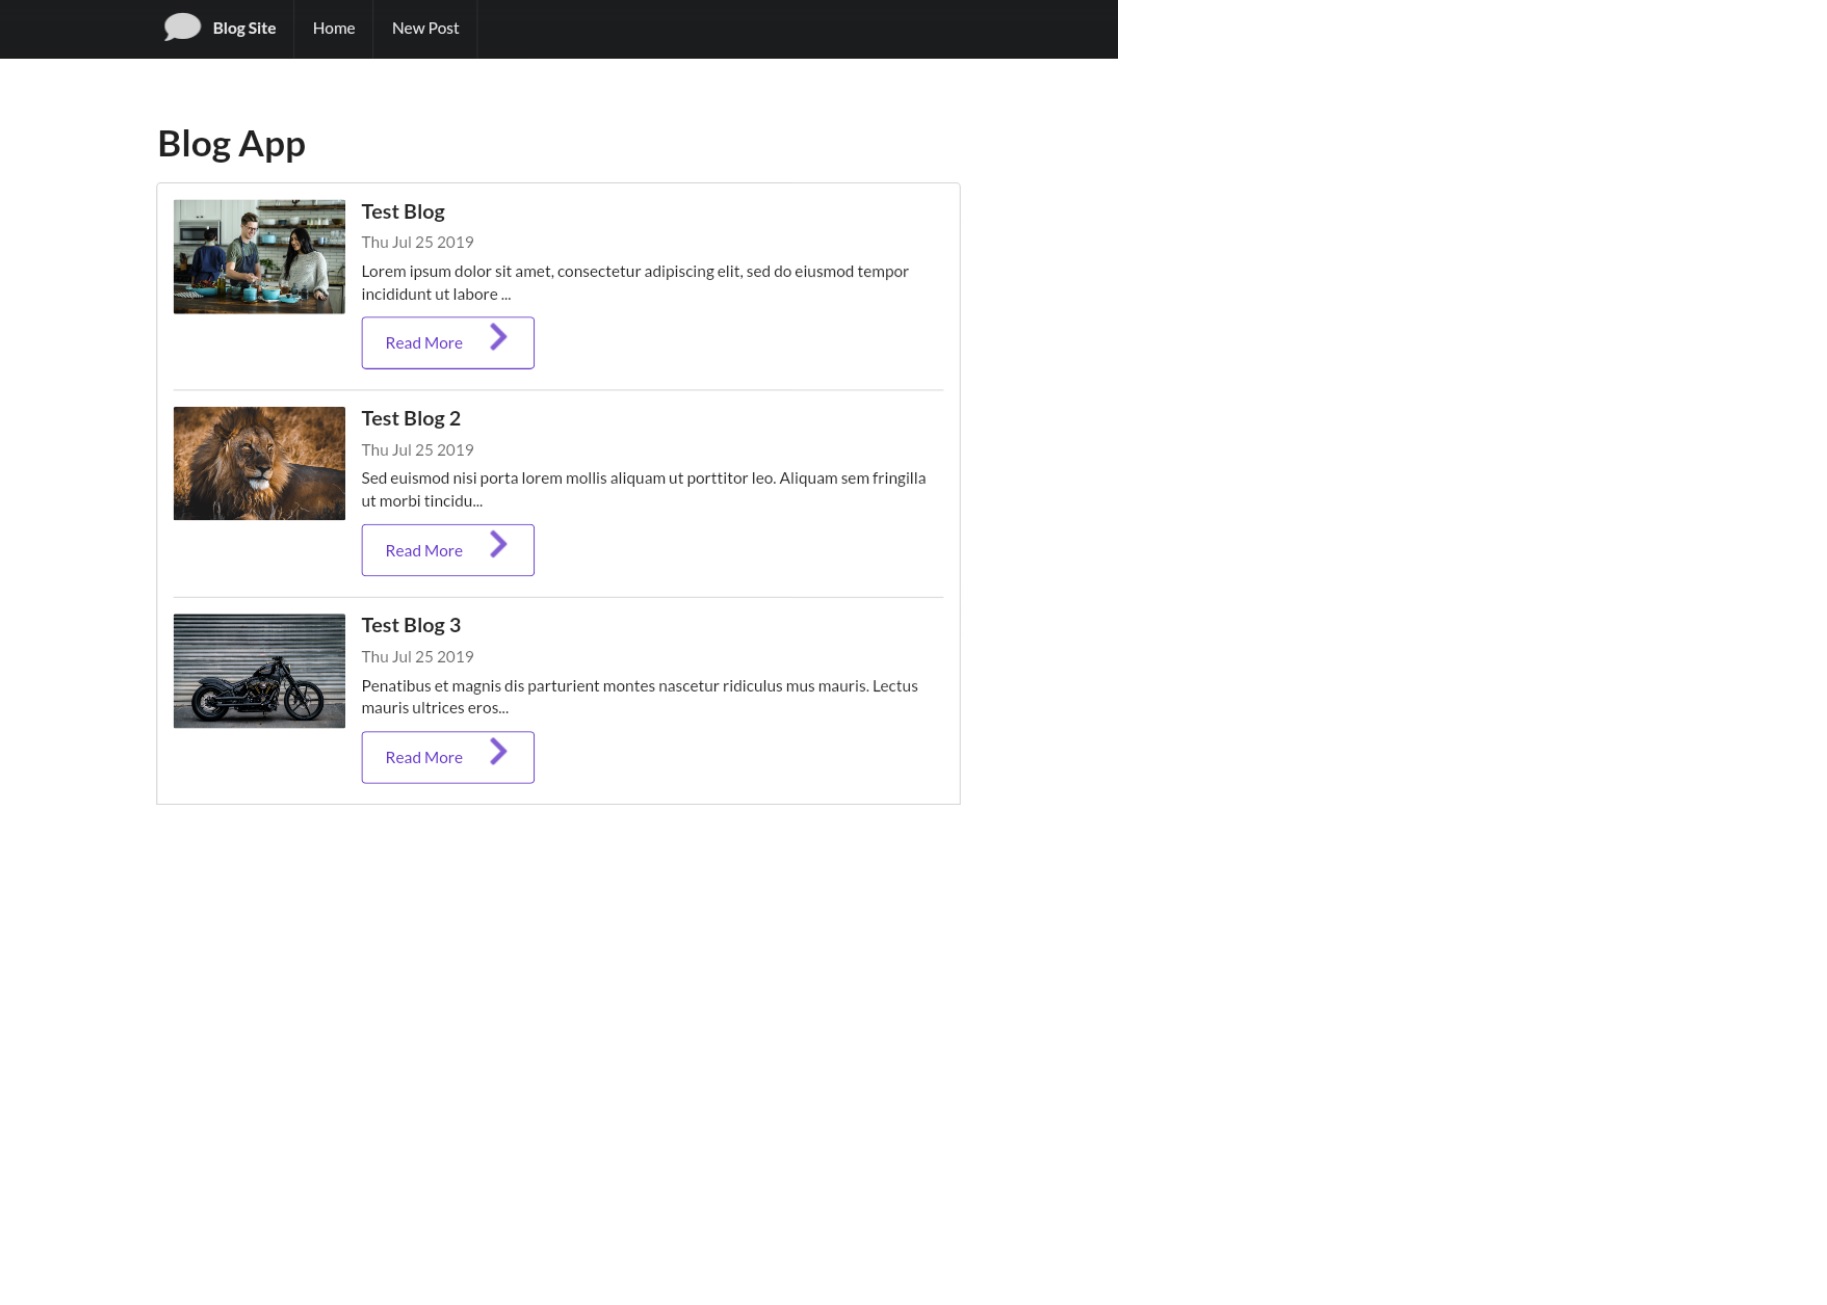 Blog Site
Home
New Post
Blog App
Test Blog
Thu Jul 25 2019
Lorem ipsum dolor sit amet, consectetur adipiscing elit, sed do eiusmod tempor
incididunt ut labore ...
Read More
Test Blog 2
Thu Jul 25 2019
Sed euismod nisi porta lorem mollis aliquam ut porttitor leo. Aliquam sem fringilla
ut morbi tincidu...
Read More
Test Blog 3
Thu Jul 25 2019
Penatibus et magnis dis parturient montes nascetur ridiculus mus mauris. Lectus
mauris ultrices eros...
Read More